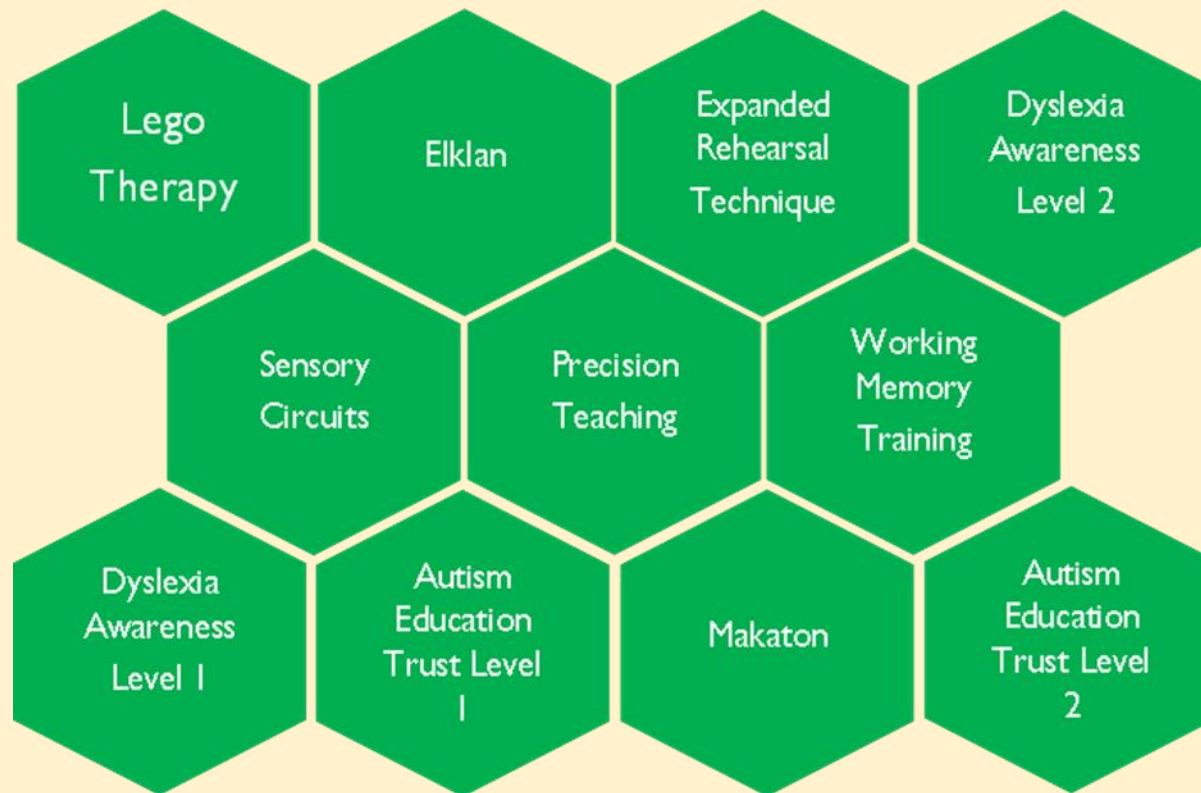 Lego
Therapy
Elklan
Expanded
Rehearsal
Technique
Dyslexia
Awareness
Level 2
Sensory
Circuits
Precision
Teaching
Working
Memory
Training
Dyslexia
Awareness
Level 1
Autism
Education
Trust Level
1
Makaton
Autism
Education
Trust Level
2